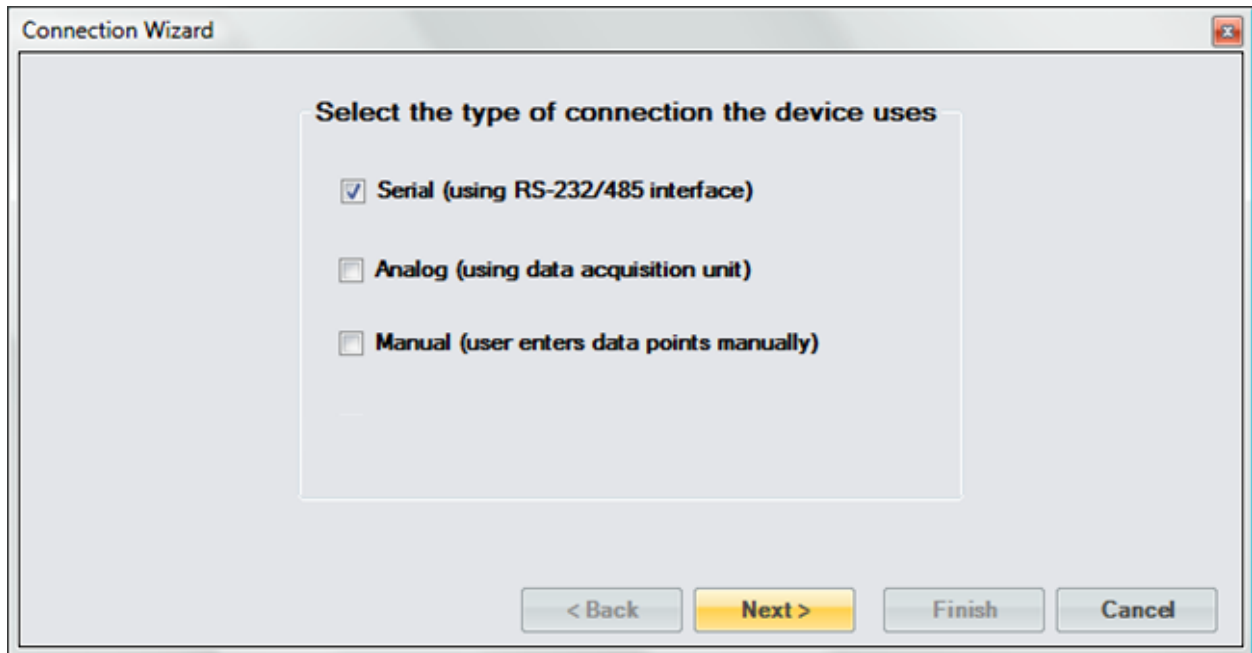 Connection Wizard
Select the type of connection the device uses
Serial (using RS-232/485 interface)
Analog (using data acquisition unit)
Manual (user enters data points manually)
< Back Next > Finish Cancel